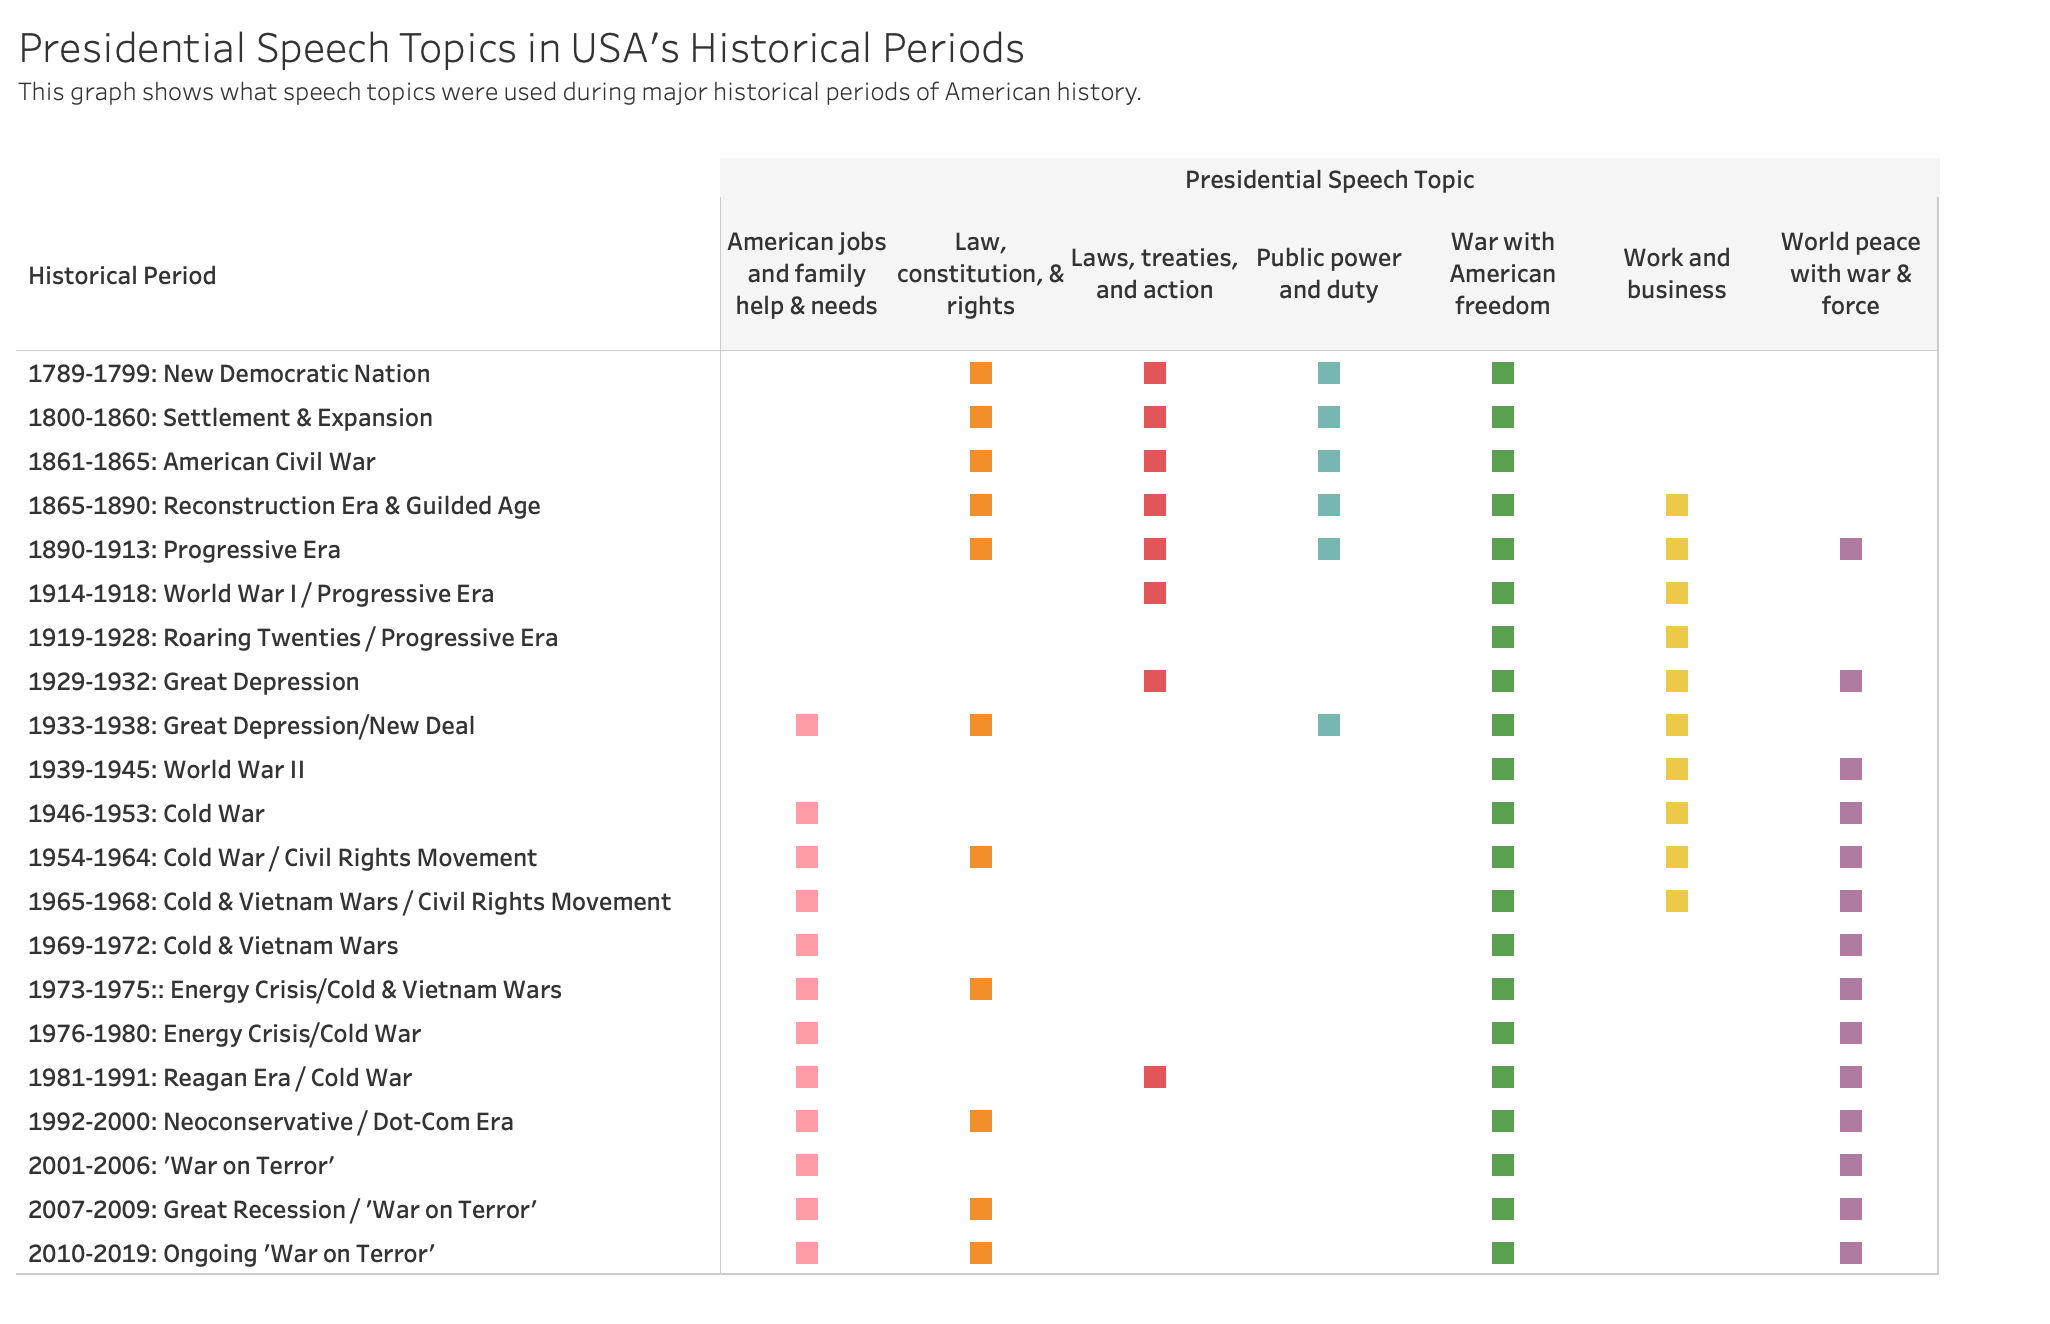 Presidential Speech Topics in USA's Historical Periods
This graph shows what speech topics were used during major historical periods of American history.
Presidential Speech Topic
Historical Period
American jobs
and family
help & needs
Law,
constitution, &
rights
Laws, treaties,
and action
Public power
and duty
War with
American
freedom
Work and
business
World peace
with war &
force
1789-1799: New Democratic Nation
1800-1860: Settlement & Expansion
1861-1865: American Civil War
1865-1890: Reconstruction Era & Guilded Age
1890-1913: Progressive Era
1914-1918: World War I / Progressive Era
1919-1928: Roaring Twenties / Progressive Era
1929-1932: Great Depression
1933-1938: Great Depression/New Deal
1939-1945: World War II
1946-1953: Cold War
1954-1964: Cold War / Civil Rights Movement
1965-1968: Cold & Vietnam Wars / Civil Rights Movement
1969-1972: Cold & Vietnam Wars
1973-1975:: Energy Crisis/Cold & Vietnam Wars
1976-1980: Energy Crisis/Cold War
1981-1991: Reagan Era / Cold War
1992-2000: Neoconservative / Dot-Com Era
2001-2006: 'War on Terror'
2007-2009: Great Recession / 'War on Terror'
2010-2019: Ongoing 'War on Terror'